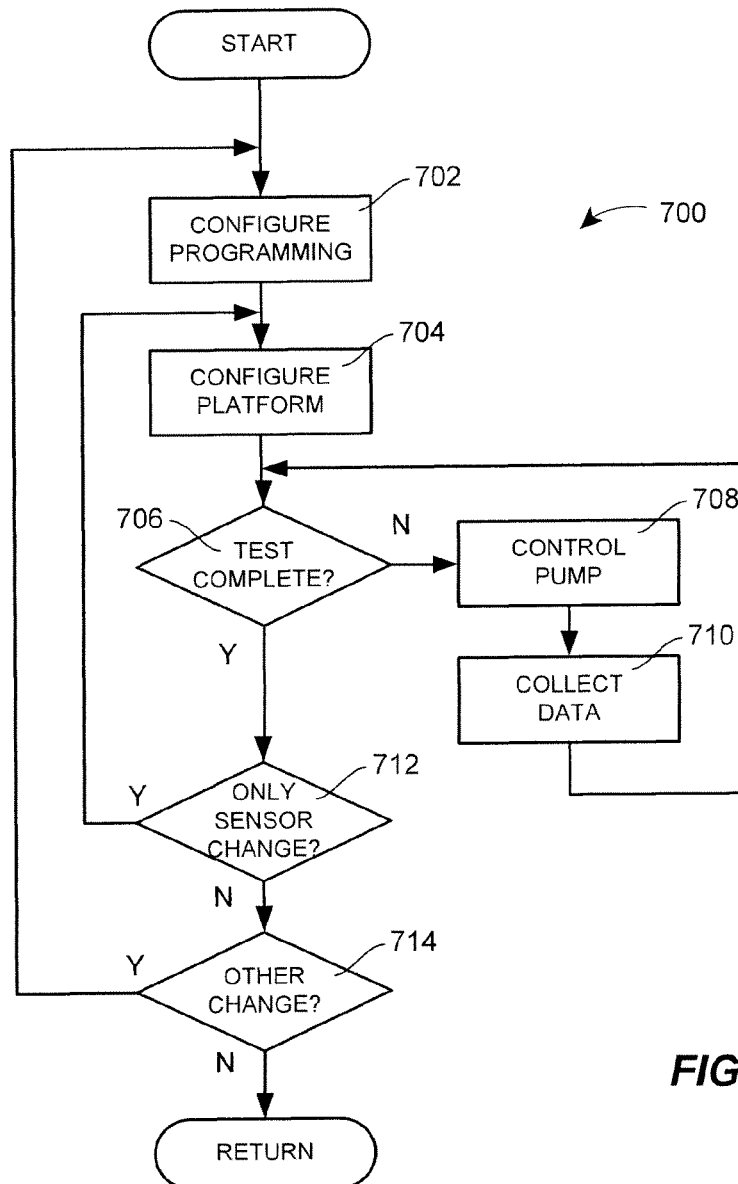 START
702
700
CONFIGURE
PROGRAMMING
704
CONFIGURE
PLATFORM
706
TEST
COMPLETE?
N
708
CONTROL
PUMP
Y
710
COLLECT
DATA
712
Y
ONLY
SENSOR
CHANGE?
N
714
Y
OTHER
CHANGE?
N
FIG
RETURN